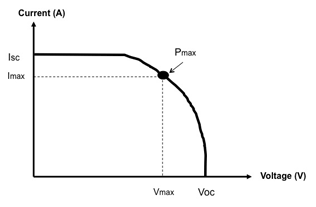 Current (A)
Isc
Pmax
Imax
Voltage (V)
Vmax
Voc